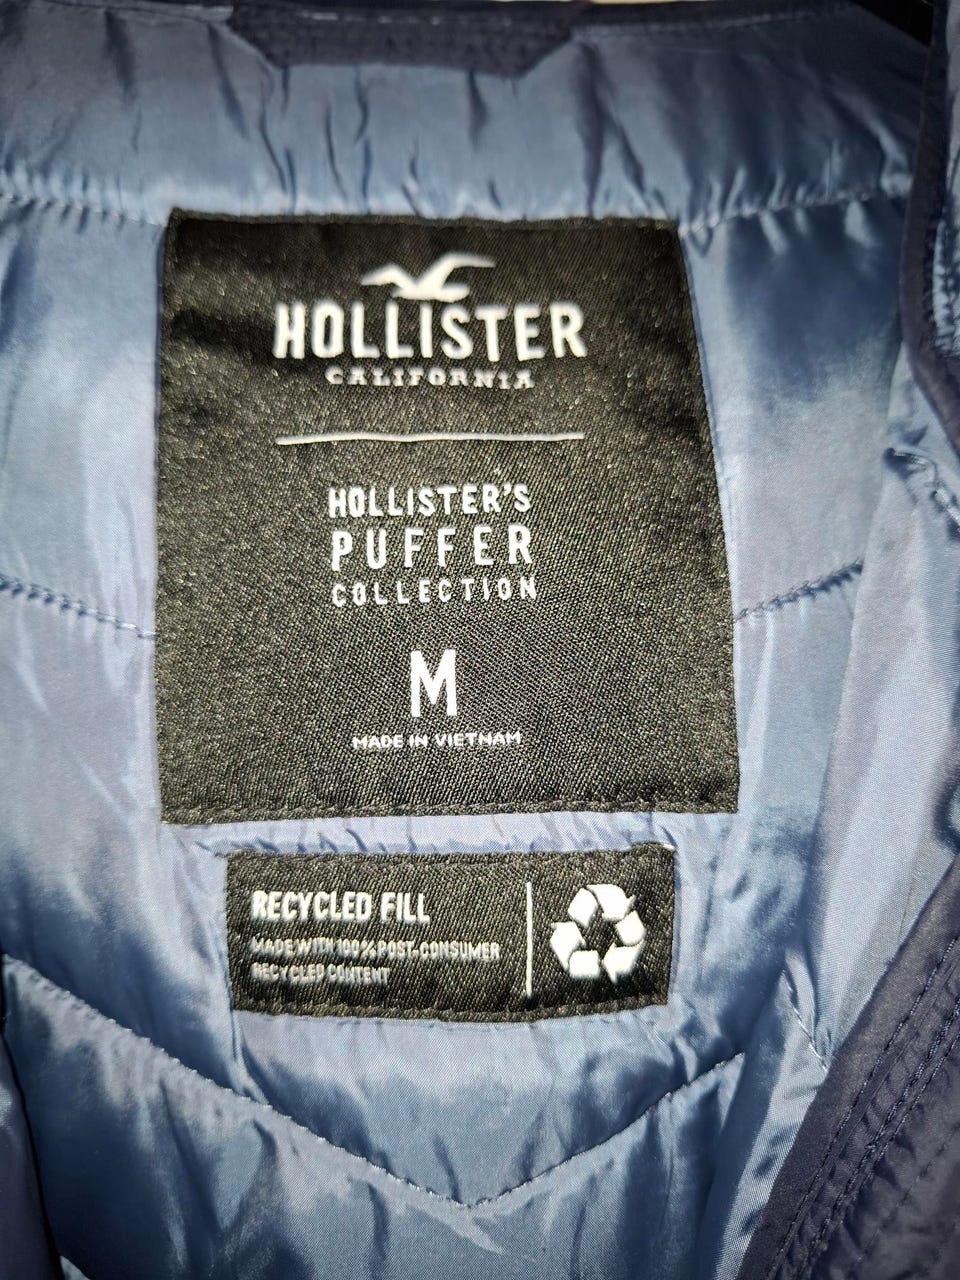 HOLLISTER
CALIFORNIA
HOLLISTER'S
PUFFER
COLLECTION
M
MADE IN VIETNAM
RECYCLED FILL
MADE WITH 100% POST-CONSUMER
RECYCLED CONTENT